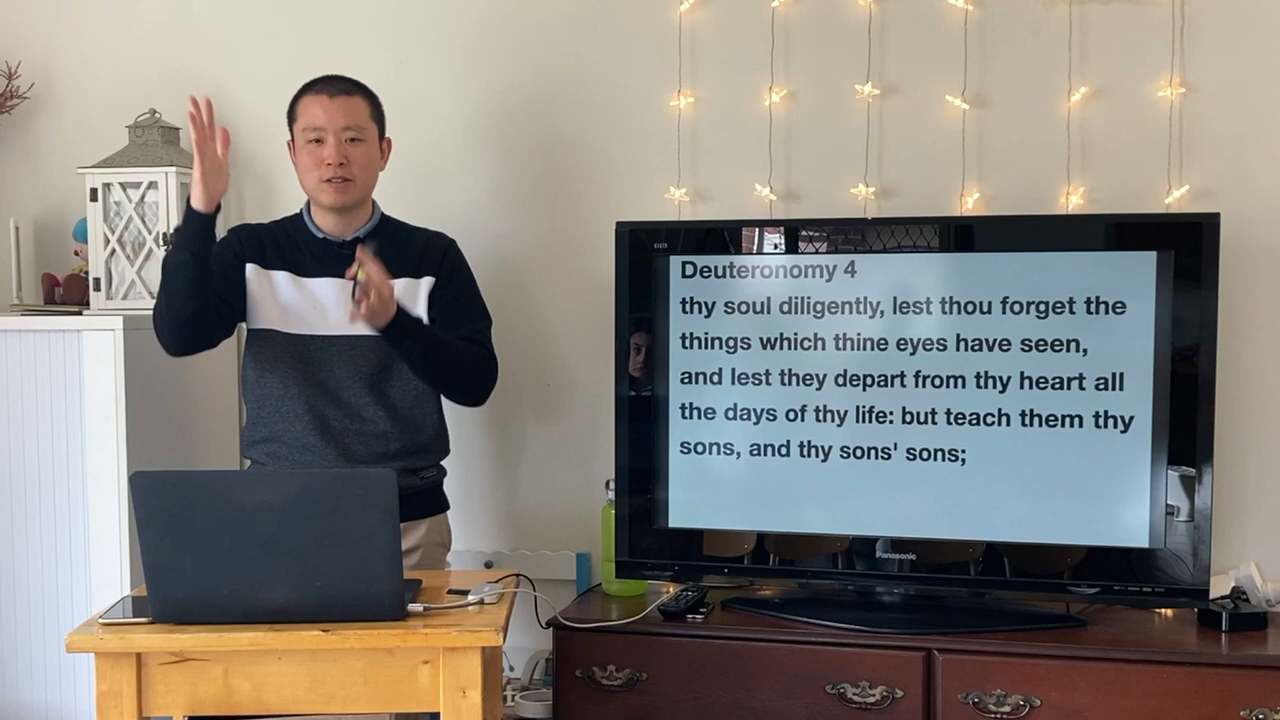 Deuteronomy 4
thy soul diligently, lest thou forget the
things which thine eyes have seen,
and lest they depart from thy heart all
the days of thy life: but teach them thy
sons, and thy sons' sons;
Panasonic